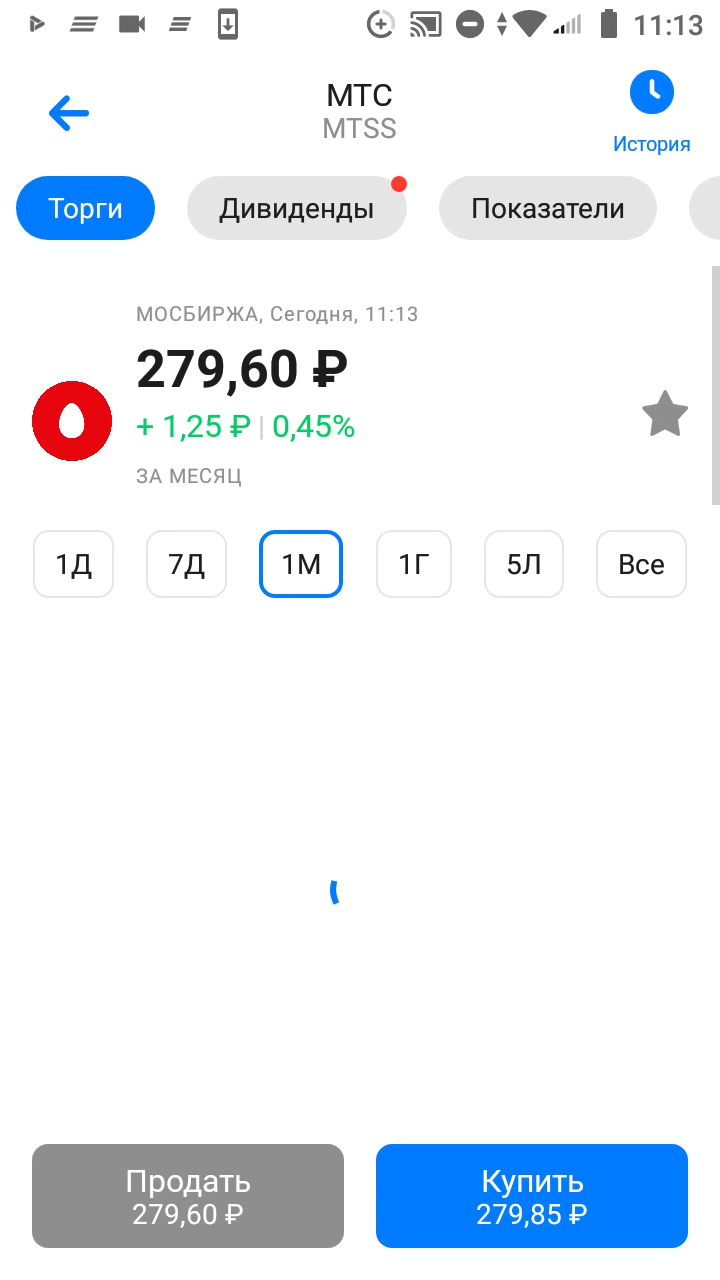 11:13
МТС
MTSS
История
Торги
Дивиденды
Показатели
МОСБИРЖА, Сегодня, 11:13
279,60 ₽
+ 1,25 ₽ | 0,45%
ЗА МЕСЯЦ
1Д
7Д
1М
1Г
5Л
Все
Продать
279,60 ₽
Купить
279,85 ₽